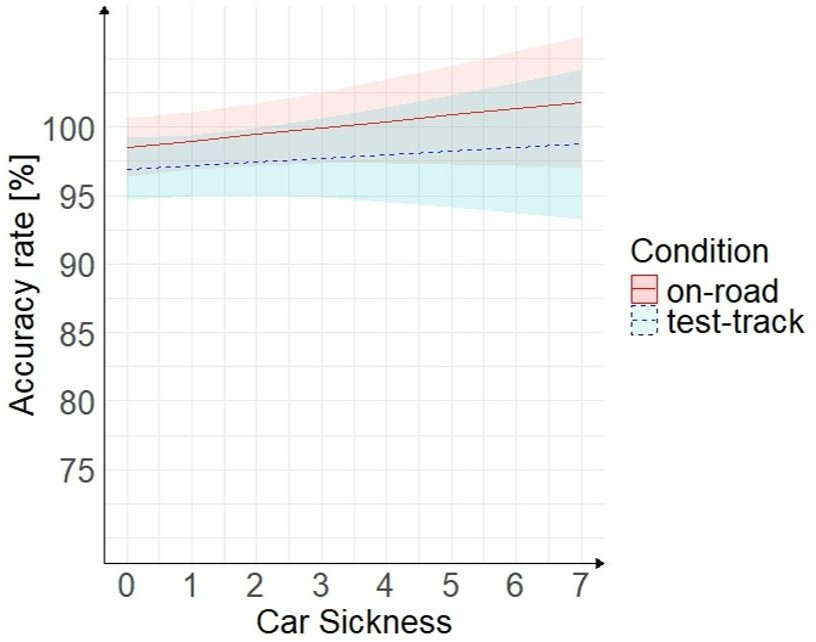 Accuracy rate [%]
100
95
90
85
80
75
0 1 2 3 4 5 6 7
Car Sickness
Condition
on-road
test-track